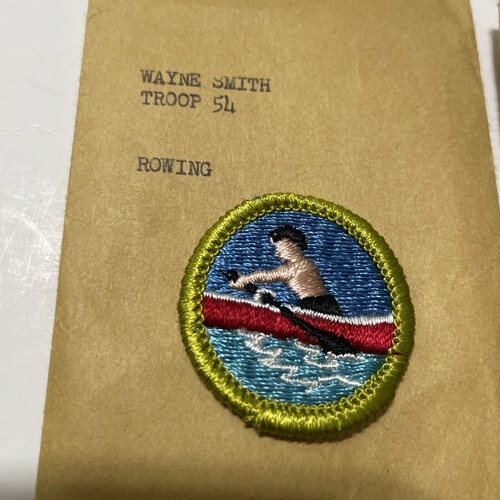 WAYNE SMITH
TROOP 54
ROWING